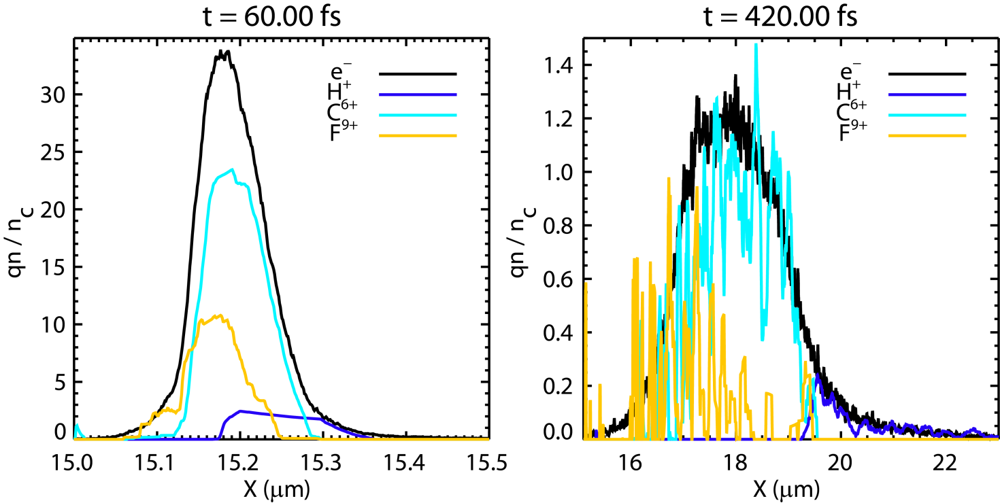 t = 60.00 fs
qn / n_c
30
25
20
15
10
5
0
e⁻
H⁺
C⁶⁺
F⁹⁺
15.0 15.1 15.2 15.3 15.4 15.5
X (μm)
t = 420.00 fs
qn / n_c
1.4
1.2
1.0
0.8
0.6
0.4
0.2
0.0
e⁻
H⁺
C⁶⁺
F⁹⁺
16 18 20 22
X (μm)